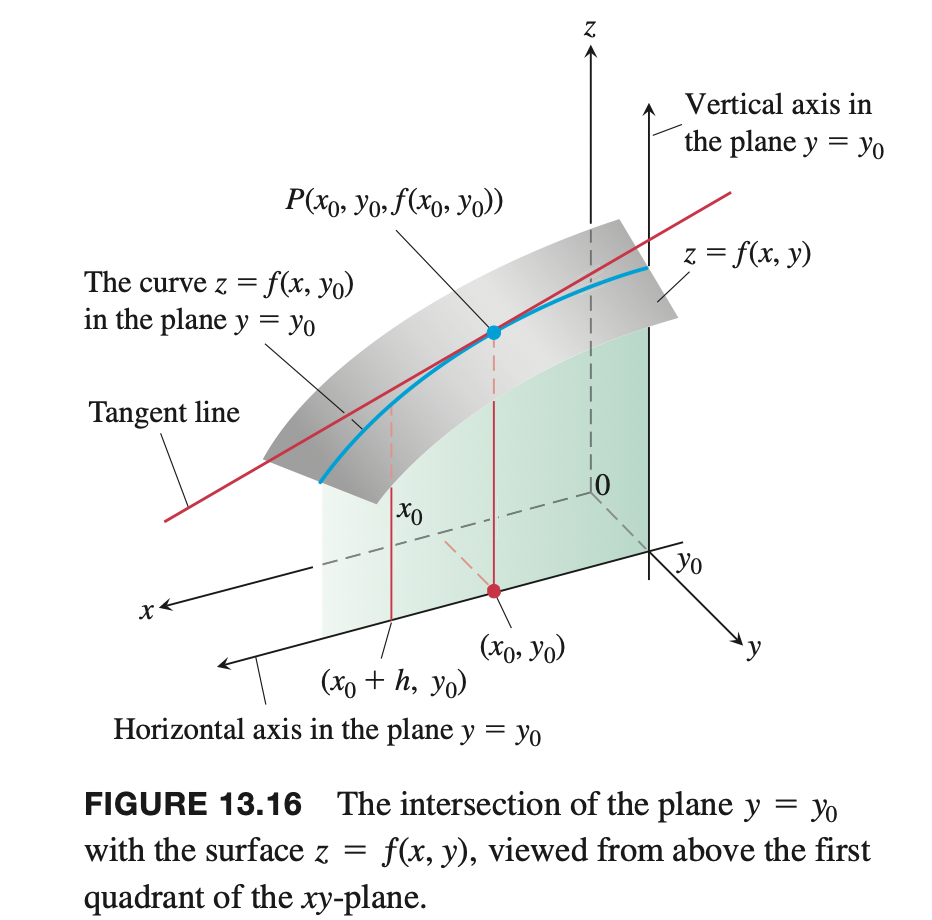 z
Vertical axis in
the plane y = y₀
P(x₀, y₀, f(x₀, y₀))
z = f(x, y)
The curve z = f(x, y₀)
in the plane y = y₀
Tangent line
0
x₀
y₀
x
y
(x₀, y₀)
(x₀ + h, y₀)
Horizontal axis in the plane y = y₀
FIGURE 13.16 The intersection of the plane y = y₀
with the surface z = f(x, y), viewed from above the first
quadrant of the xy-plane.